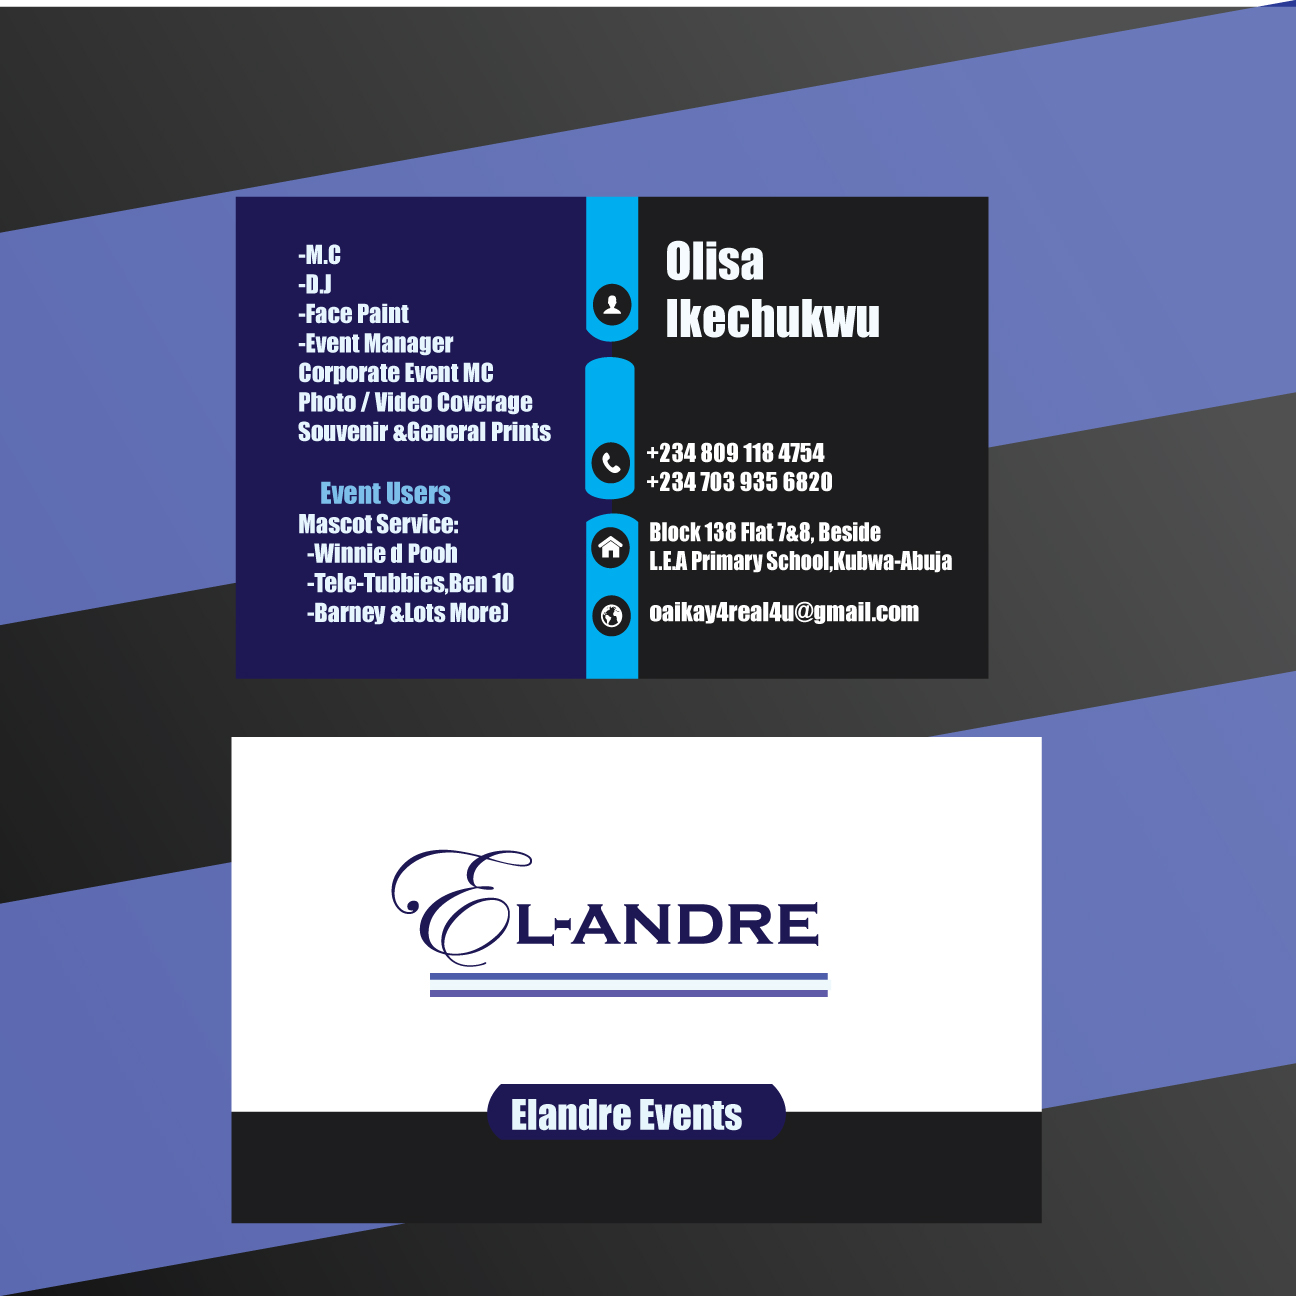 -M.C
-D.J
-Face Paint
-Event Manager
Corporate Event MC
Photo / Video Coverage
Souvenir &General Prints
Event Users
Mascot Service:
-Winnie d Pooh
-Tele-Tubbies,Ben 10
-Barney &Lots More)
Olisa
Ikechukwu
+234 809 118 4754
+234 703 935 6820
Block 138 Flat 7&8, Beside
L.E.A Primary School,Kubwa-Abuja
oaikay4real4u@gmail.com
EL-ANDRE
Elandre Events